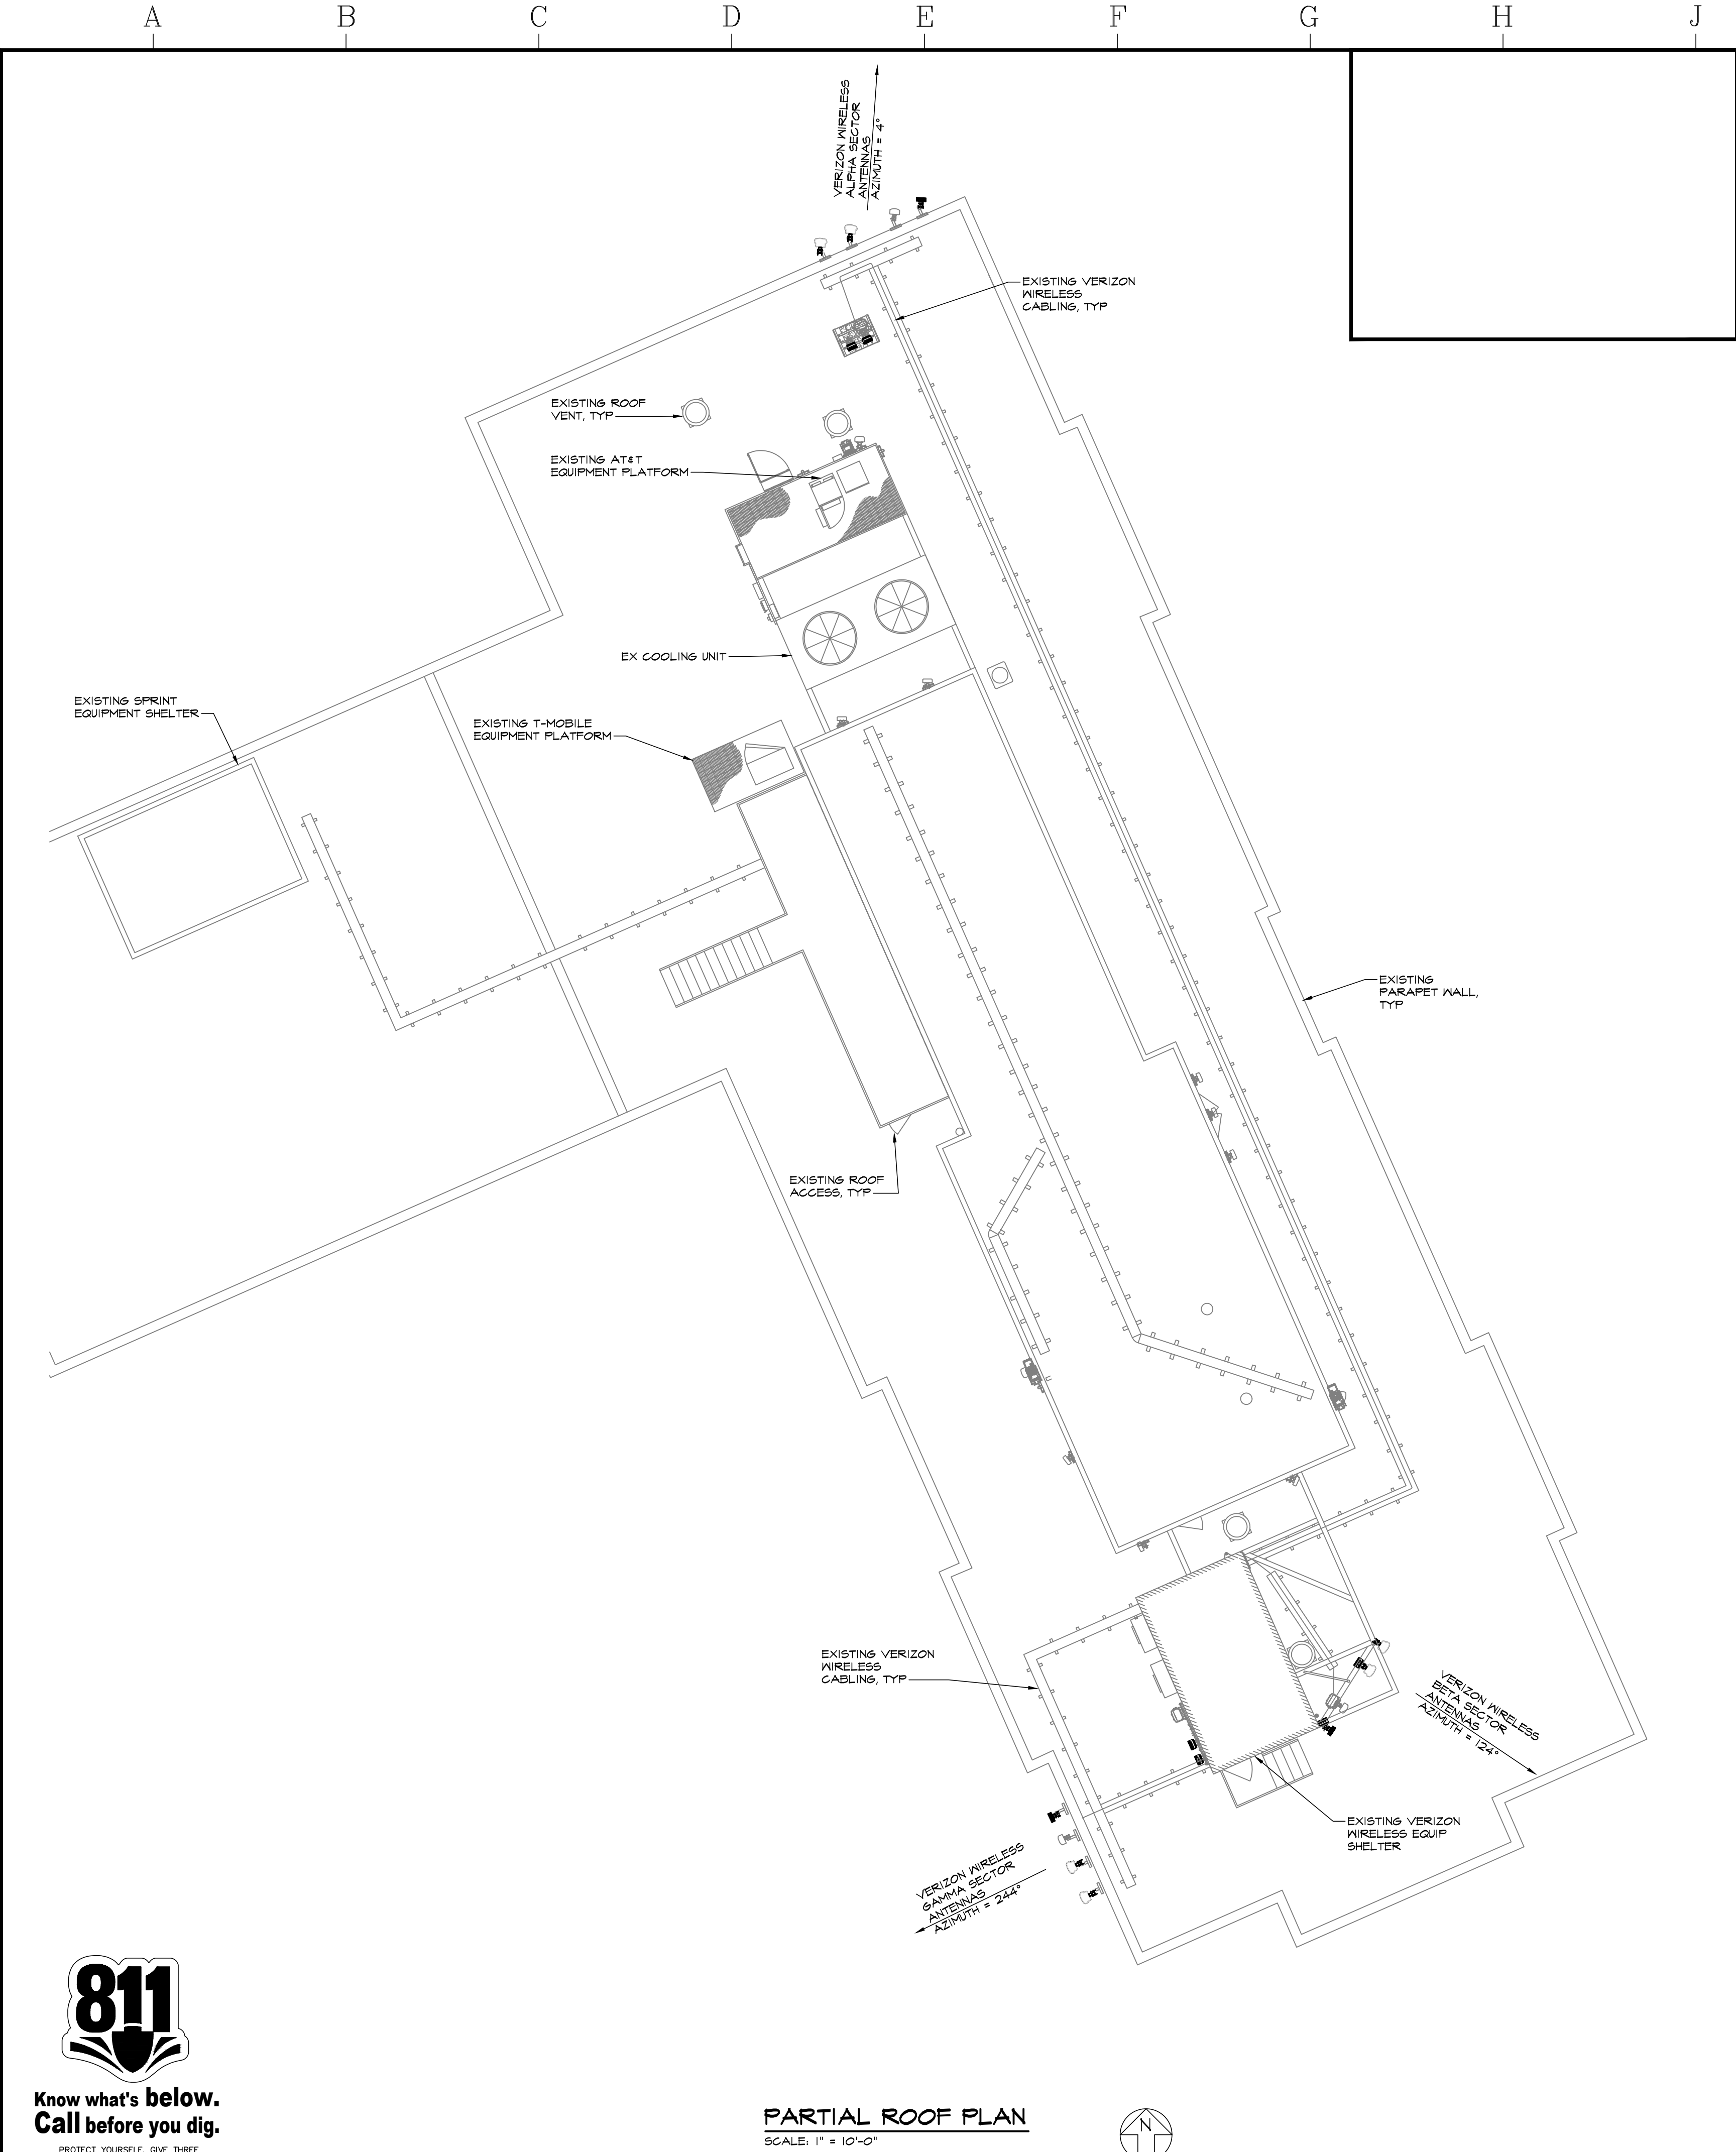 A B C D E F G H J
VERIZON WIRELESS
ALPHA SECTOR
ANTENNAS
AZIMUTH = 4°
EXISTING VERIZON
WIRELESS
CABLING, TYP
EXISTING ROOF
VENT, TYP
EXISTING AT&T
EQUIPMENT PLATFORM
EX COOLING UNIT
EXISTING SPRINT
EQUIPMENT SHELTER
EXISTING T-MOBILE
EQUIPMENT PLATFORM
EXISTING
PARAPET WALL,
TYP
EXISTING ROOF
ACCESS, TYP
EXISTING VERIZON
WIRELESS
CABLING, TYP
VERIZON WIRELESS
BETA SECTOR
ANTENNAS
AZIMUTH = 124°
EXISTING VERIZON
WIRELESS EQUIP
SHELTER
VERIZON WIRELESS
GAMMA SECTOR
ANTENNAS
AZIMUTH = 244°
811
Know what's below.
Call before you dig.
PROTECT YOURSELF, GIVE THREE
PARTIAL ROOF PLAN
SCALE: 1" = 10'-0"
N